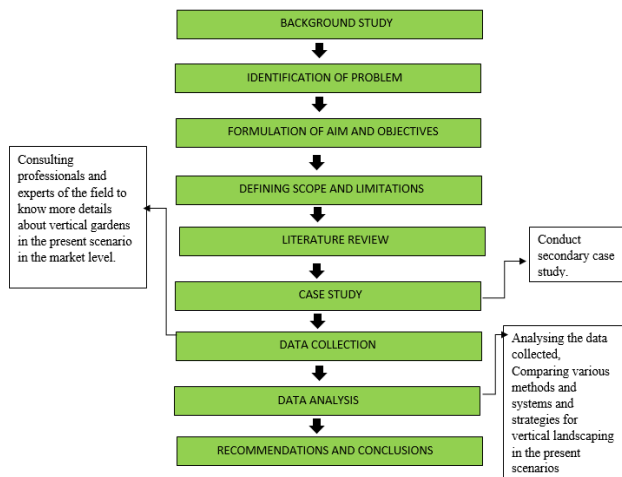 BACKGROUND STUDY
IDENTIFICATION OF PROBLEM
FORMULATION OF AIM AND OBJECTIVES
Consulting
professionals and
experts of the field to
know more details
about vertical gardens
in the present scenario
in the market level.
DEFINING SCOPE AND LIMITATIONS
LITERATURE REVIEW
Conduct
secondary case
study.
CASE STUDY
DATA COLLECTION
Analysing the data
collected,
Comparing various
methods and
systems and
strategies for
vertical landscaping
in the present
scenarios
DATA ANALYSIS
RECOMMENDATIONS AND CONCLUSIONS